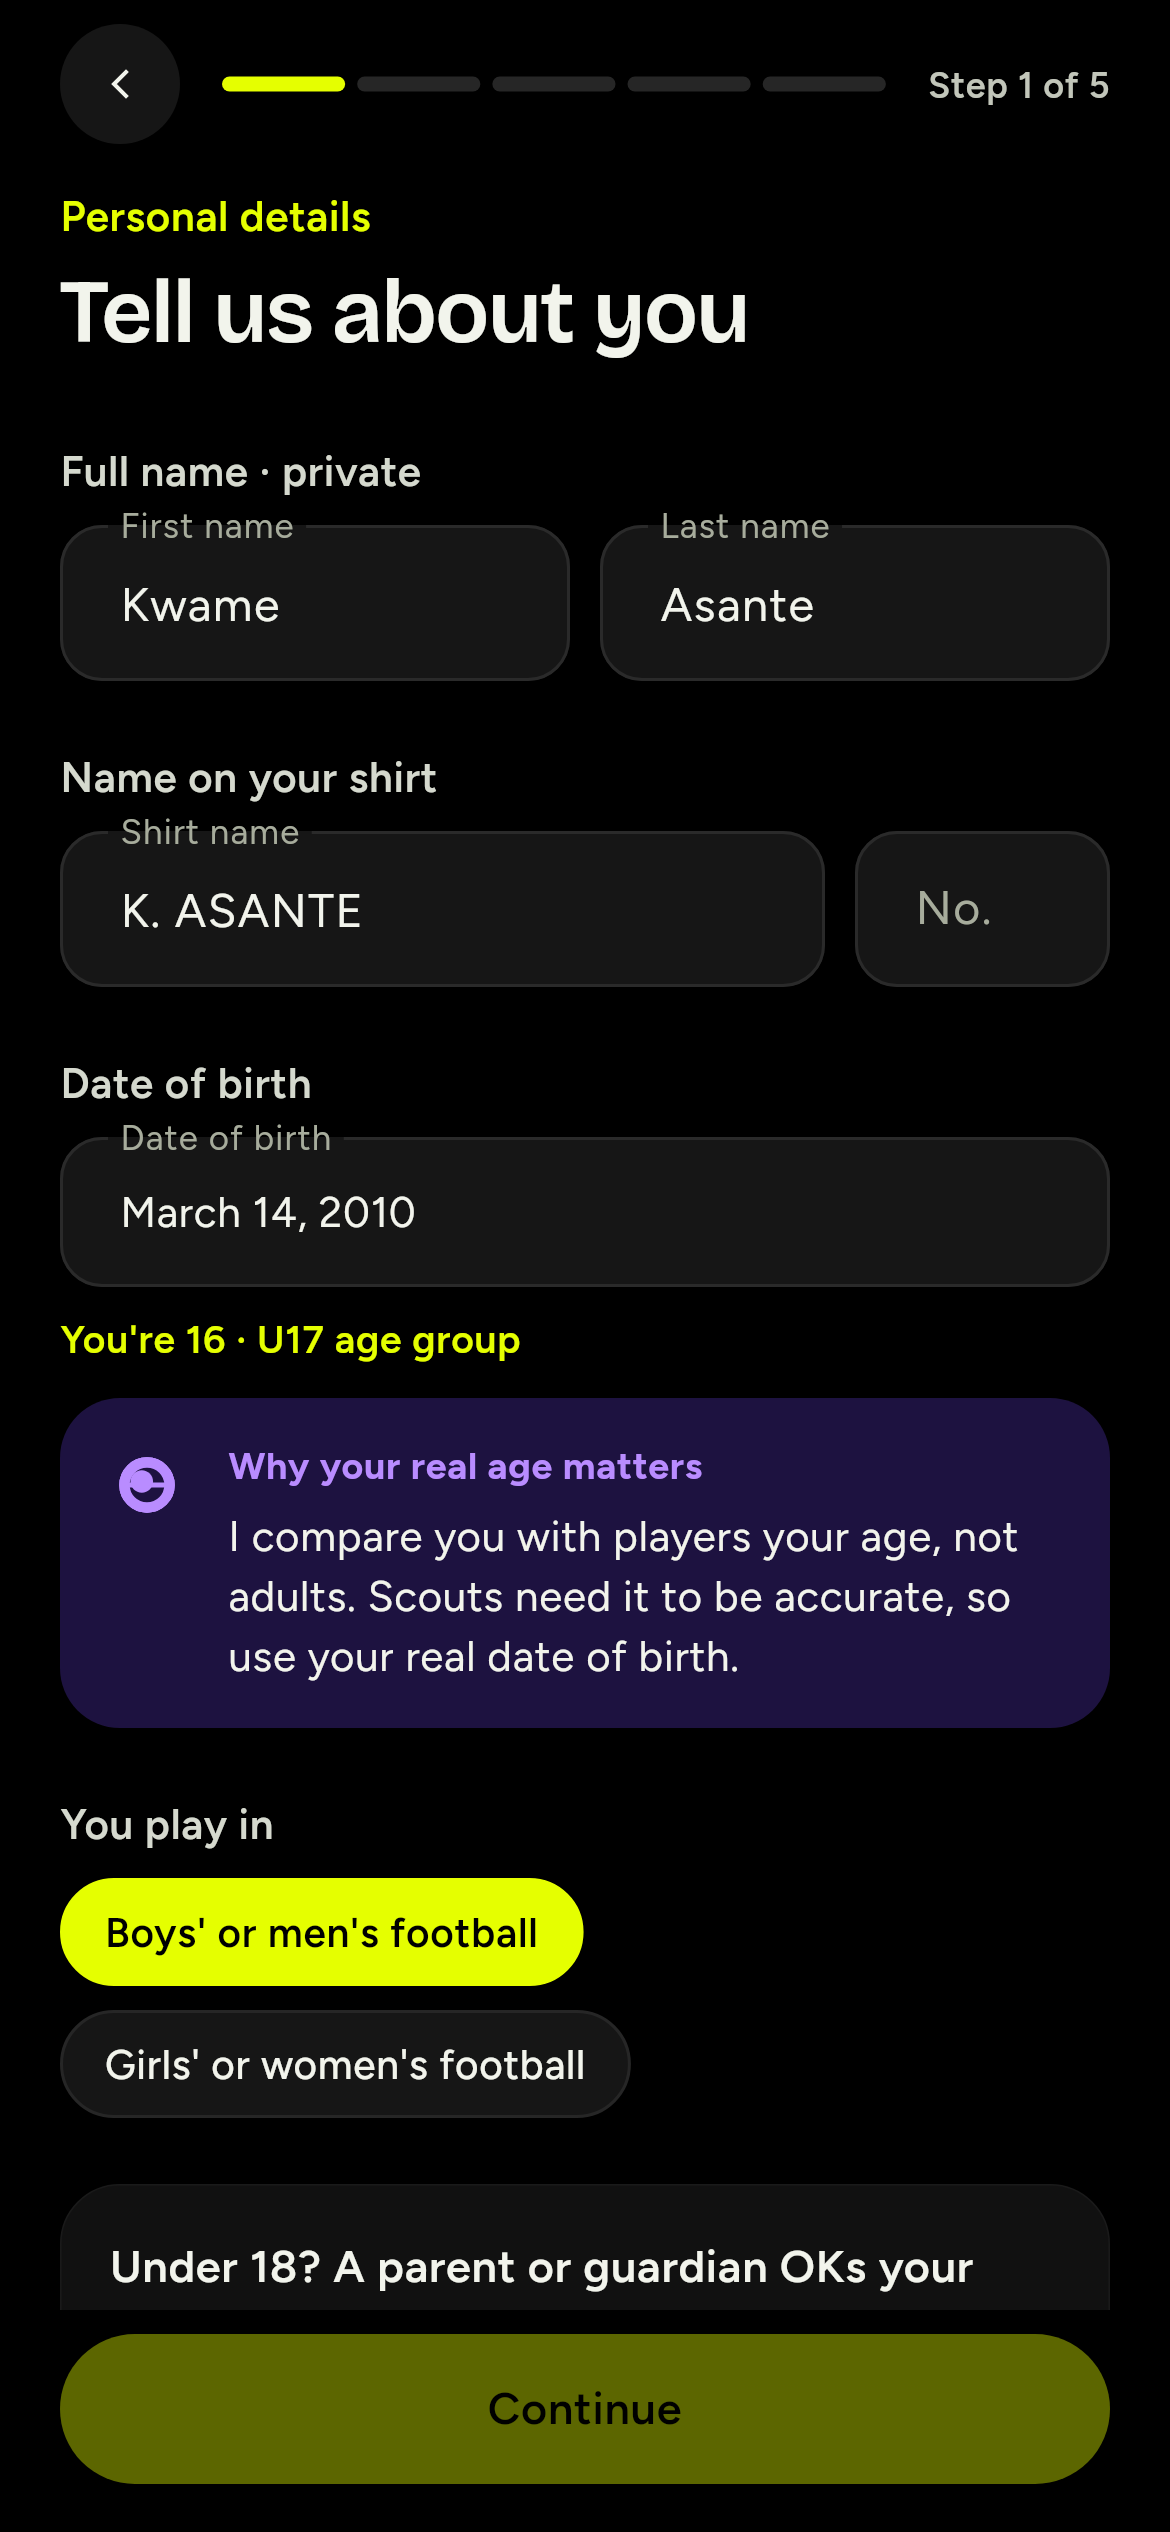 Step 1 of 5
Personal details
Tell us about you
Full name · private
First name
Last name
Kwame
Asante
Name on your shirt
Shirt name
K. ASANTE
No.
Date of birth
Date of birth
March 14, 2010
You're 16 · U17 age group
Why your real age matters
I compare you with players your age, not
adults. Scouts need it to be accurate, so
use your real date of birth.
You play in
Boys' or men's football
Girls' or women's football
Under 18? A parent or guardian OKs your
Continue